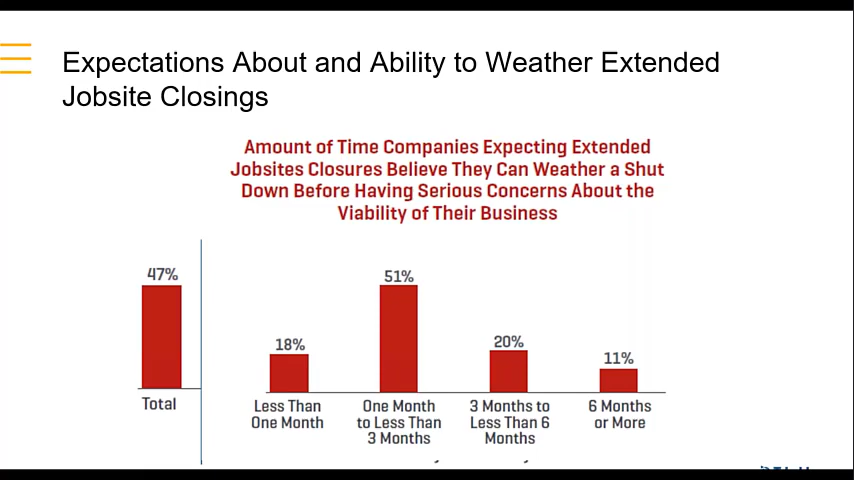 Expectations About and Ability to Weather Extended
Jobsite Closings
Amount of Time Companies Expecting Extended
Jobsites Closures Believe They Can Weather a Shut
Down Before Having Serious Concerns About the
Viability of Their Business
47%
18%
51%
20%
11%
Total
Less Than
One Month
One Month
to Less Than
3 Months
3 Months to
Less Than 6
Months
6 Months
or More